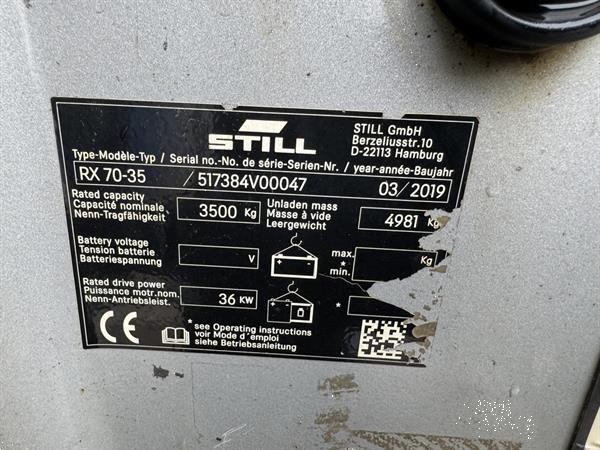 STILL
STILL GmbH
Berzeliusstr.10
D-22113 Hamburg
Type-Modèle-Typ / Serial no.-No. de série-Serien-Nr. / year-année-Baujahr
RX 70-35 / 517384V00047 03/2019
Rated capacity
Capacité nominale
Nenn-Tragfähigkeit
3500 Kg
Unladen mass
Masse à vide
Leergewicht
4981 Kg
Battery voltage
Tension batterie
Batteriespannung
V
max.
*
min.
Kg
Rated drive power
Puissance motr.nom.
Nenn-Antriebsleist.
36 KW
*
CE
*see Operating instructions
voir Mode d´emploi
siehe Betriebsanleitung